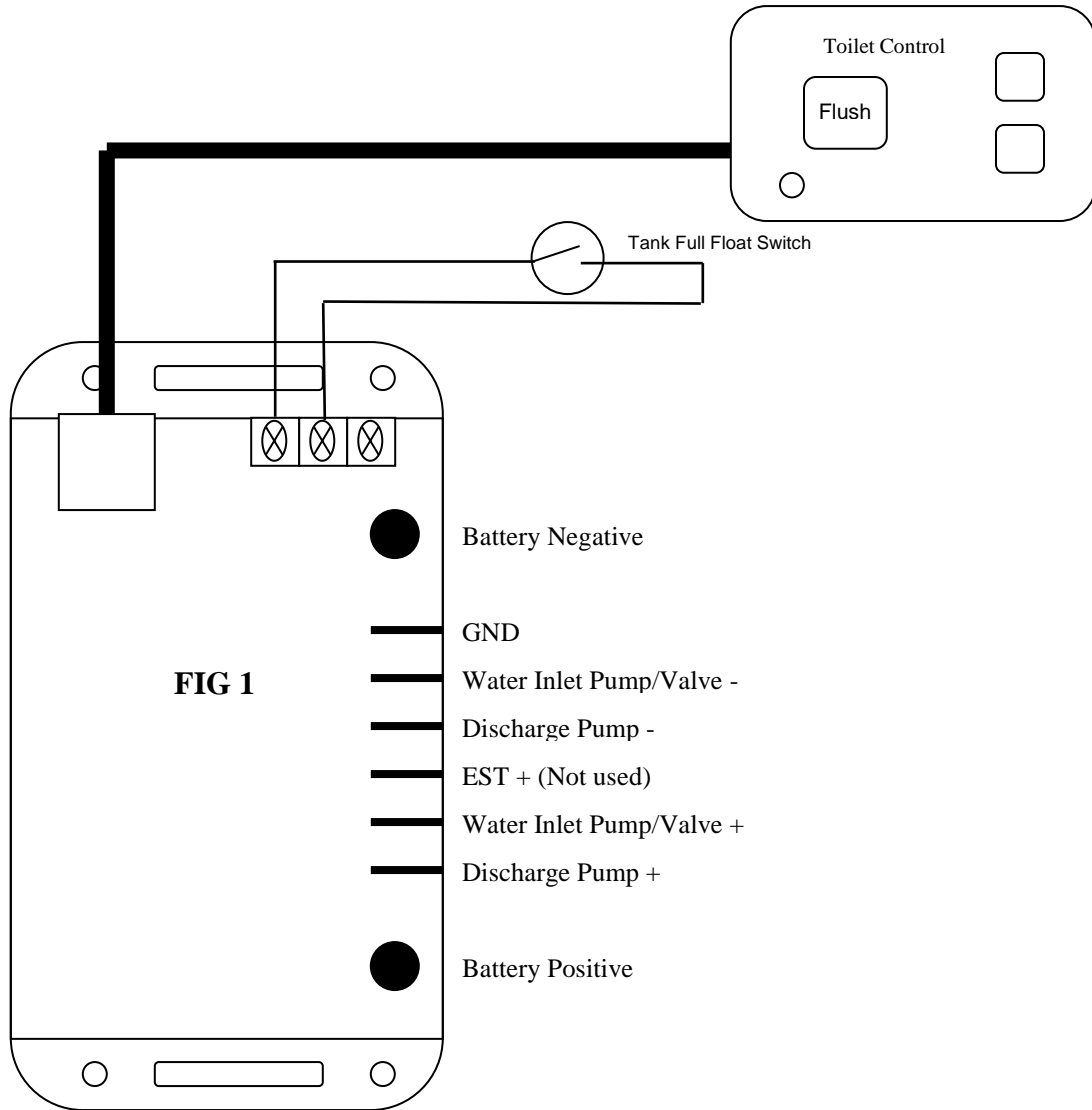 Toilet Control
Flush
Tank Full Float Switch
Battery Negative
GND
FIG 1
Water Inlet Pump/Valve -
Discharge Pump -
EST + (Not used)
Water Inlet Pump/Valve +
Discharge Pump +
Battery Positive